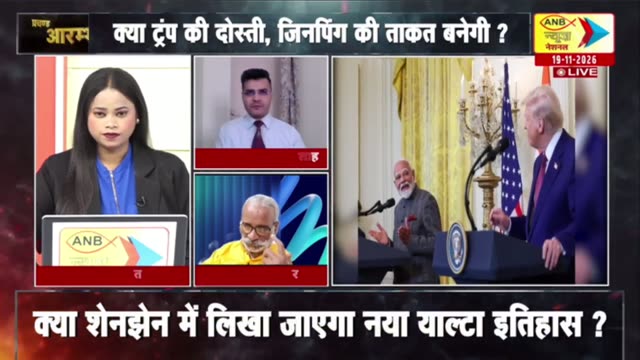 प्रचण्ड
आरम्भ
क्या ट्रंप की दोस्ती, जिनपिंग की ताकत बनेगी ?
ANB
न्यूज़
नेशनल
19-11-2026
LIVE
ANB
त
ाह
र
क्या शेनझेन में लिखा जाएगा नया याल्टा इतिहास ?